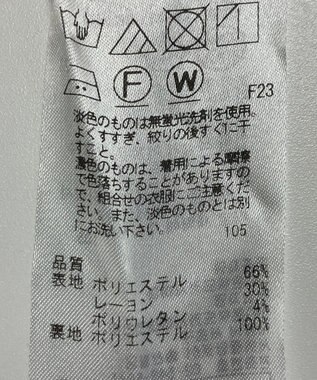 F W F23
淡色のものは無蛍光洗剤を使用。
よくすすぎ、絞りの後すぐに干
すこと。
濃色のものは、着用による摩擦
で色落ちすることがありますの
で、組合せの衣服にご注意くださ
い。また、淡色のものとは別
にお洗い下さい。 105
品質
表地 ポリエステル 66%
レーヨン 30%
ポリウレタン 4%
裏地 ポリエステル 100%